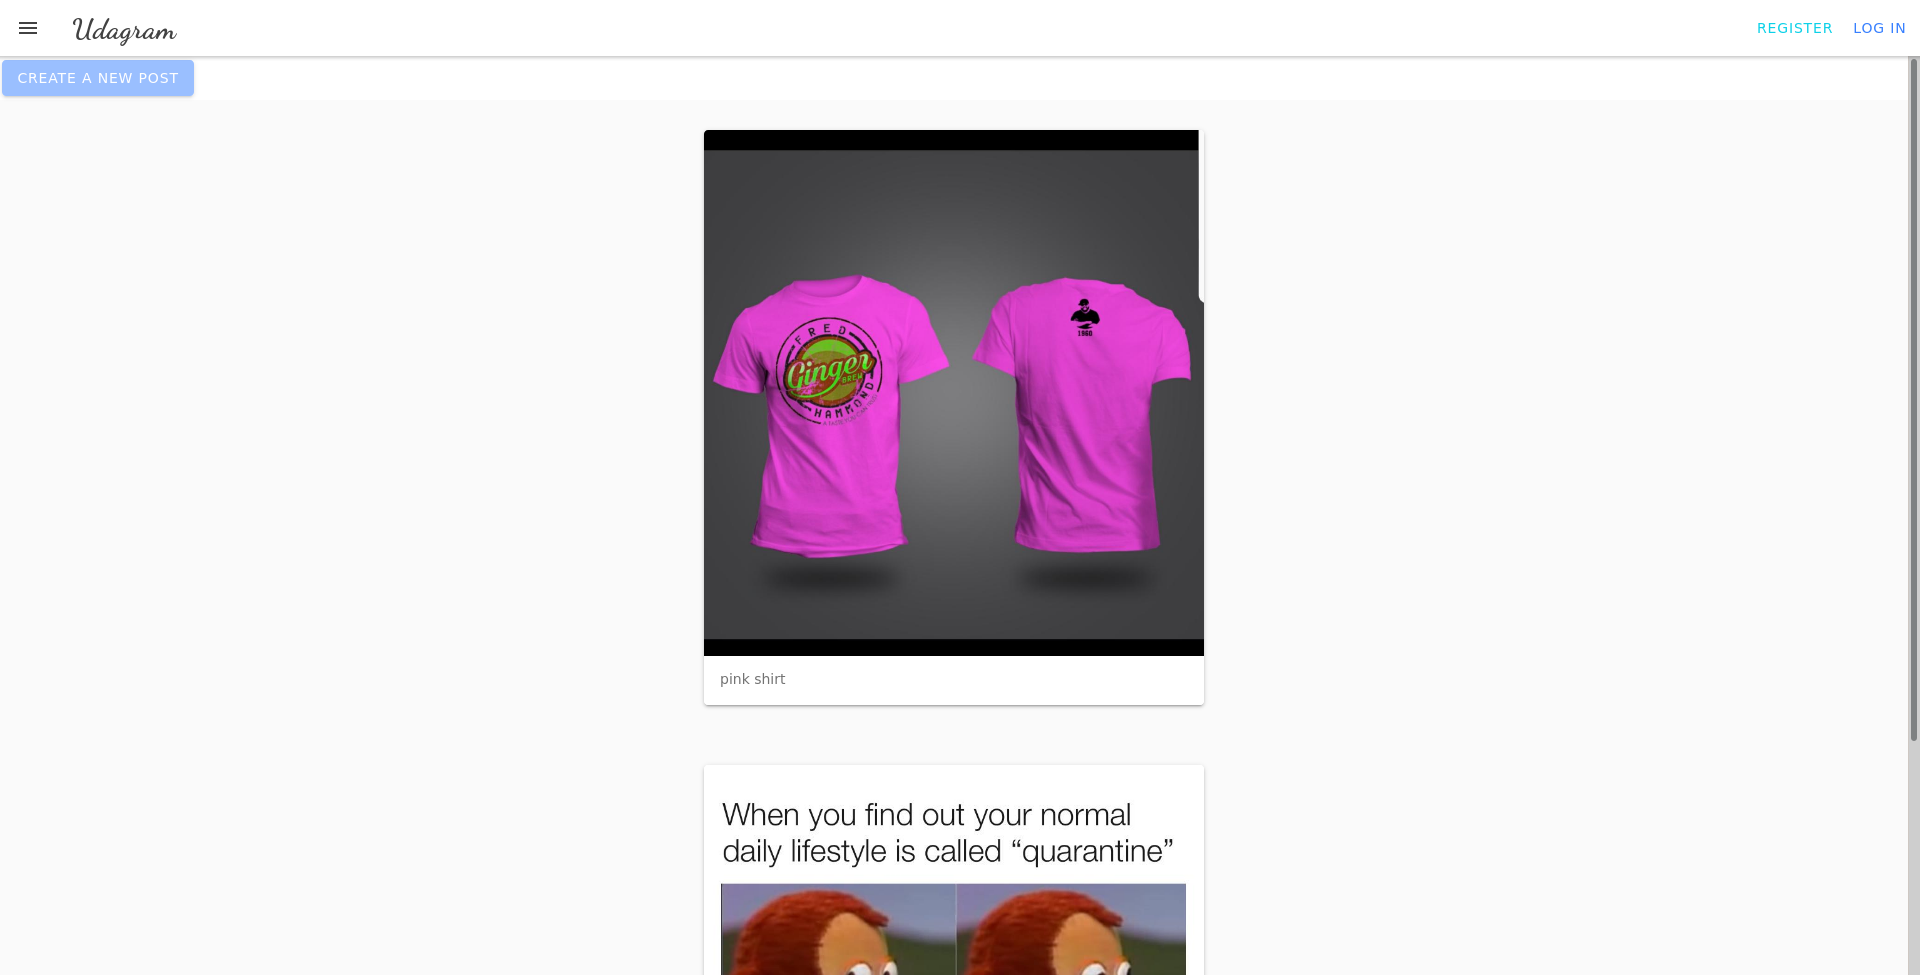 Udagram
REGISTER
LOG IN
CREATE A NEW POST
FRED
Ginger
BREW
HAMMOND
1960
pink shirt
When you find out your normal
daily lifestyle is called “quarantine”